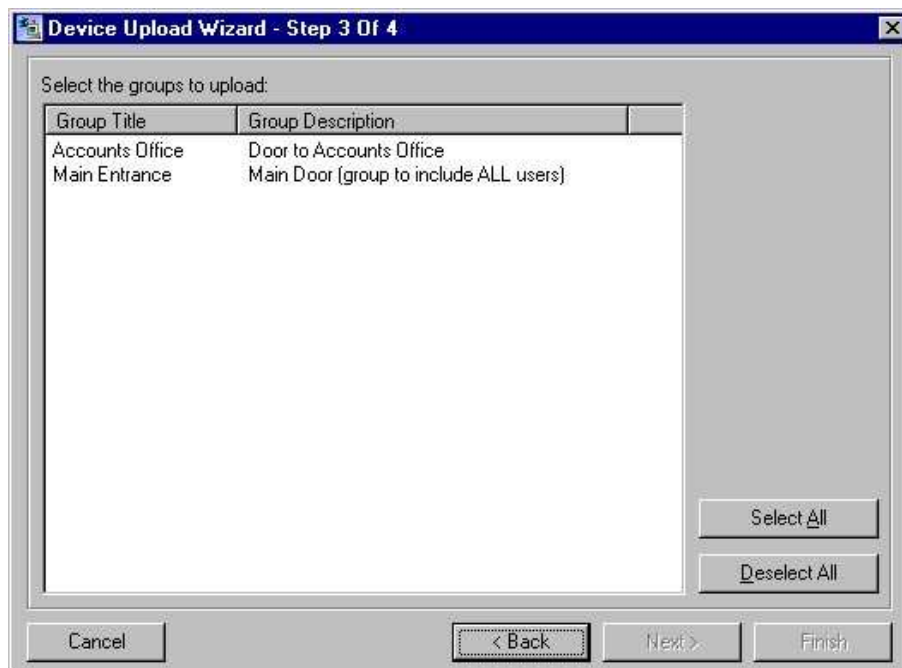 Device Upload Wizard - Step 3 Of 4
Select the groups to upload:
Group Title Group Description
Accounts Office Door to Accounts Office
Main Entrance Main Door (group to include ALL users)
Select All
Deselect All
Cancel < Back Next > Finish